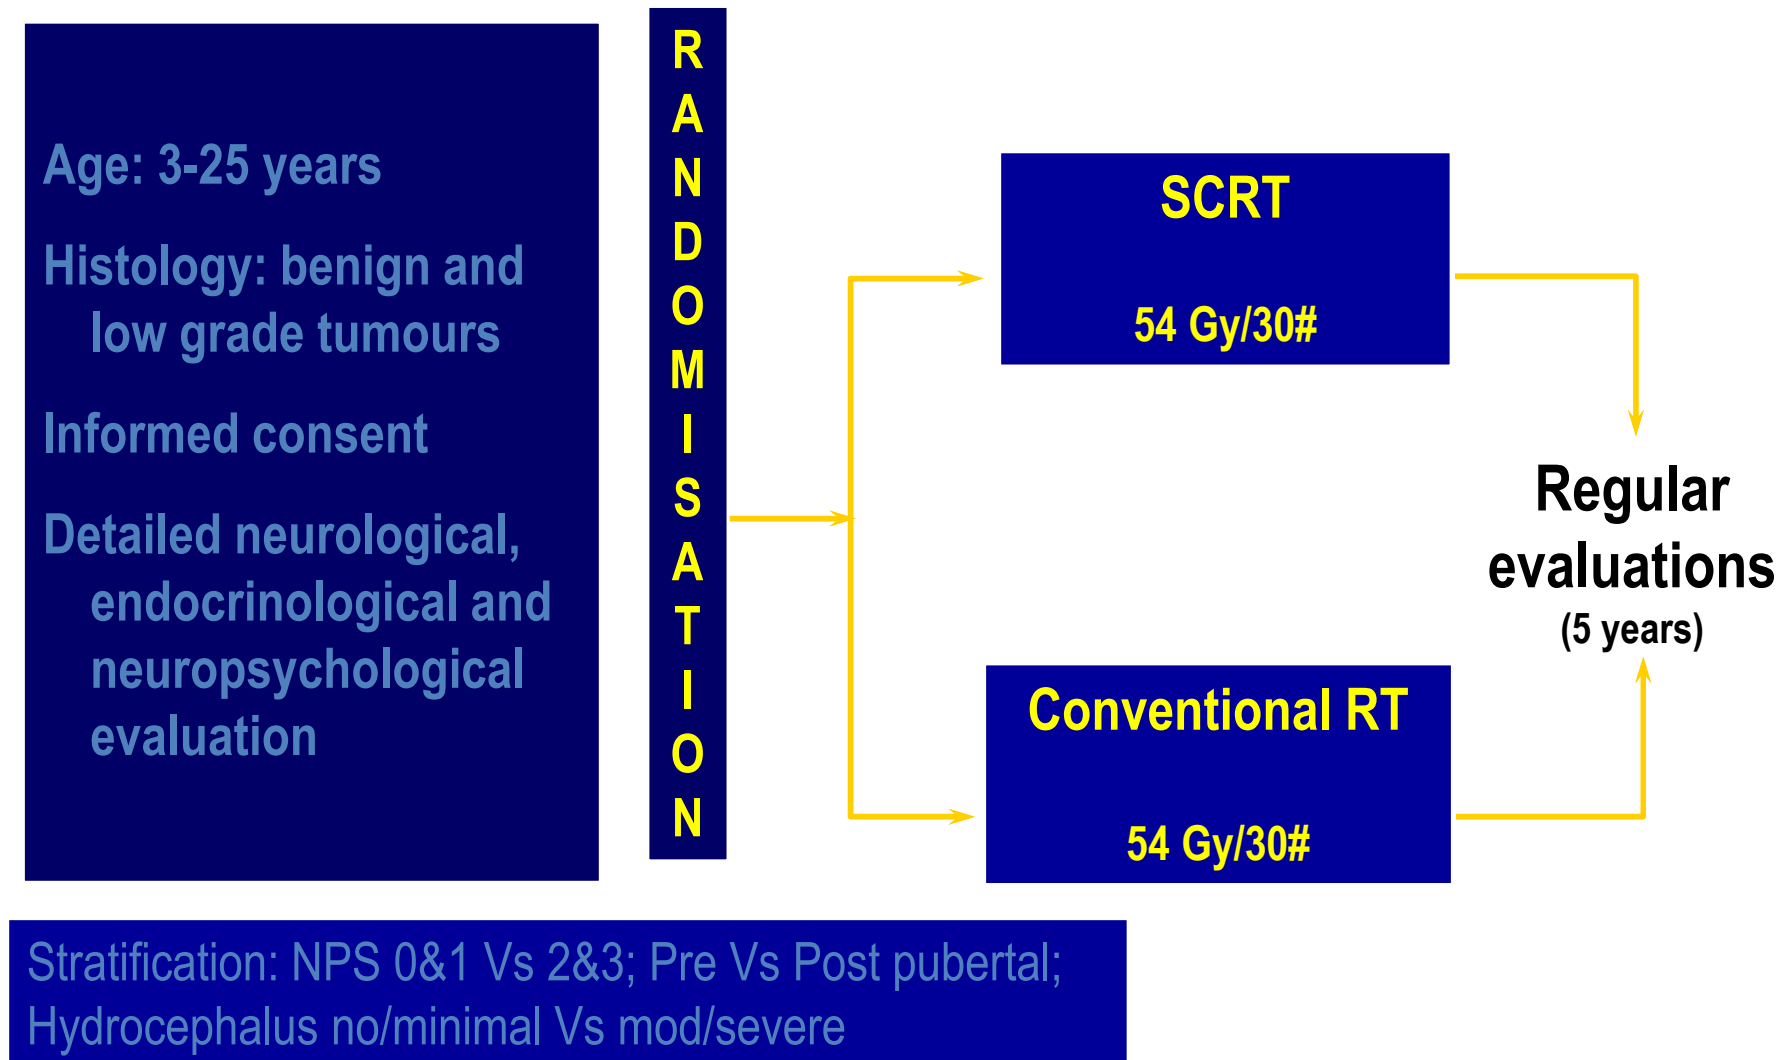 Age: 3-25 years
Histology: benign and
low grade tumours
Informed consent
Detailed neurological,
endocrinological and
neuropsychological
evaluation
RANDOMISATION
SCRT
54 Gy/30#
Conventional RT
54 Gy/30#
Regular
evaluations
(5 years)
Stratification: NPS 0&1 Vs 2&3; Pre Vs Post pubertal;
Hydrocephalus no/minimal Vs mod/severe